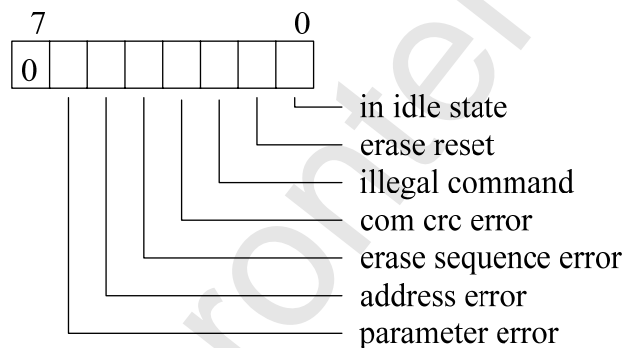 7 0
0
in idle state
erase reset
illegal command
com crc error
erase sequence error
address error
parameter error